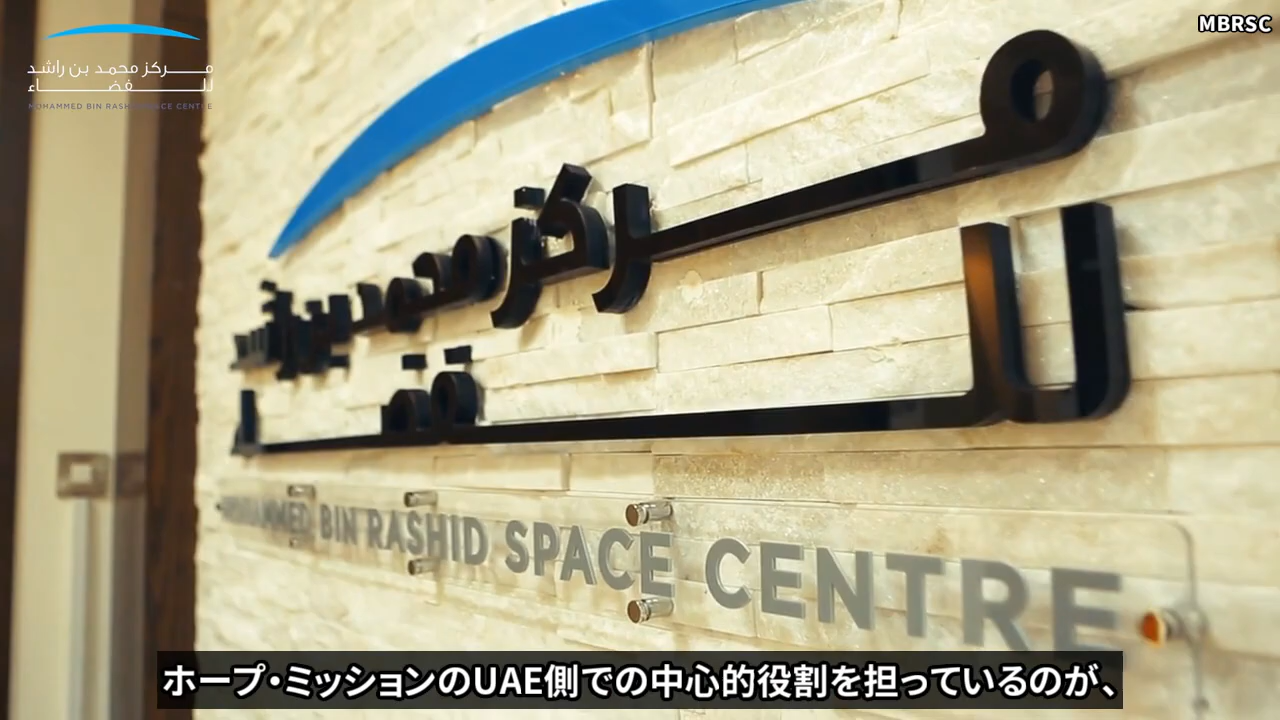 MBRSC
مركز محمد بن راشد
للفضاء
MOHAMMED BIN RASHID SPACE CENTRE
مركز محمد بن راشد
للفضاء
MOHAMMED BIN RASHID SPACE CENTRE
ホープ・ミッションのUAE側での中心的役割を担っているのが、